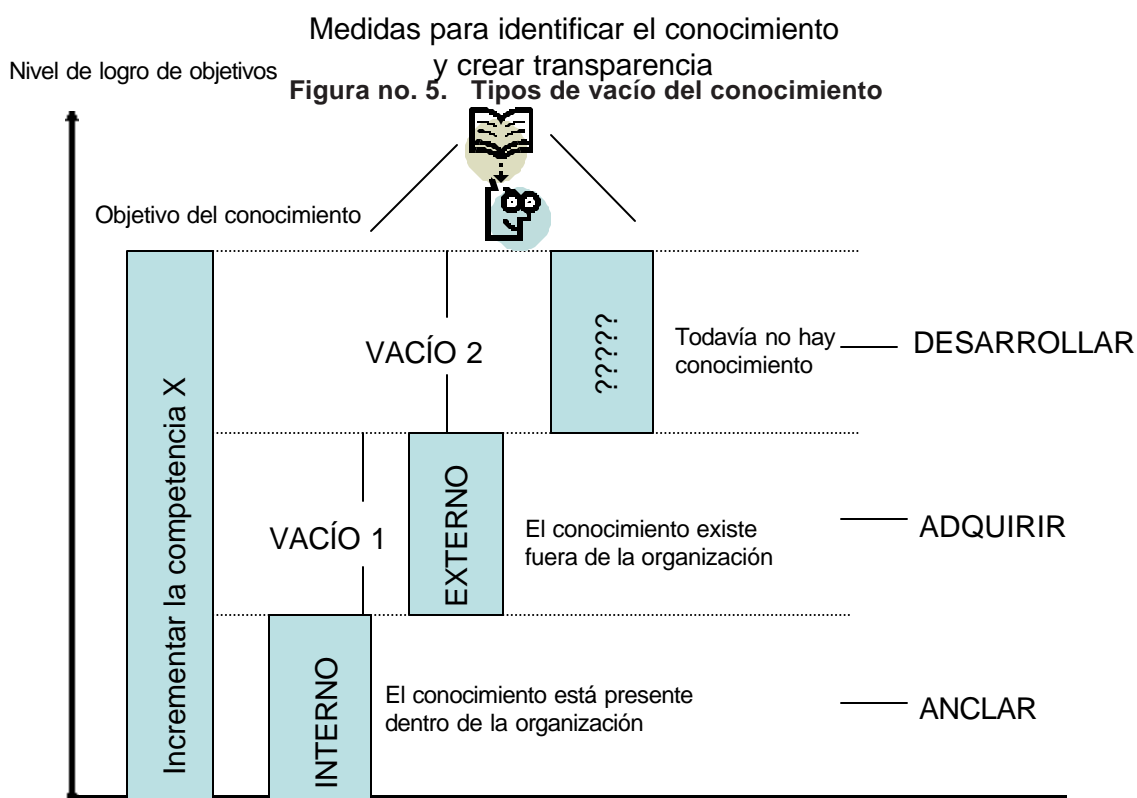 Medidas para identificar el conocimiento
y crear transparencia
Nivel de logro de objetivos
Figura no. 5. Tipos de vacío del conocimiento
Objetivo del conocimiento
Incrementar la competencia X
VACÍO 2
?????
Todavía no hay
conocimiento
DESARROLLAR
VACÍO 1
EXTERNO
El conocimiento existe
fuera de la organización
ADQUIRIR
INTERNO
El conocimiento está presente
dentro de la organización
ANCLAR